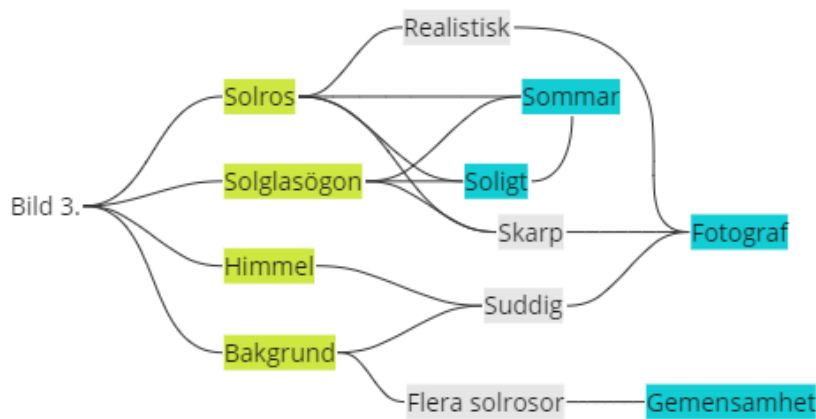 Realistisk
Solros
Sommar
Solglasögon
Soligt
Bild 3.
Skarp
Fotograf
Himmel
Suddig
Bakgrund
Flera solrosor
Gemensamhet